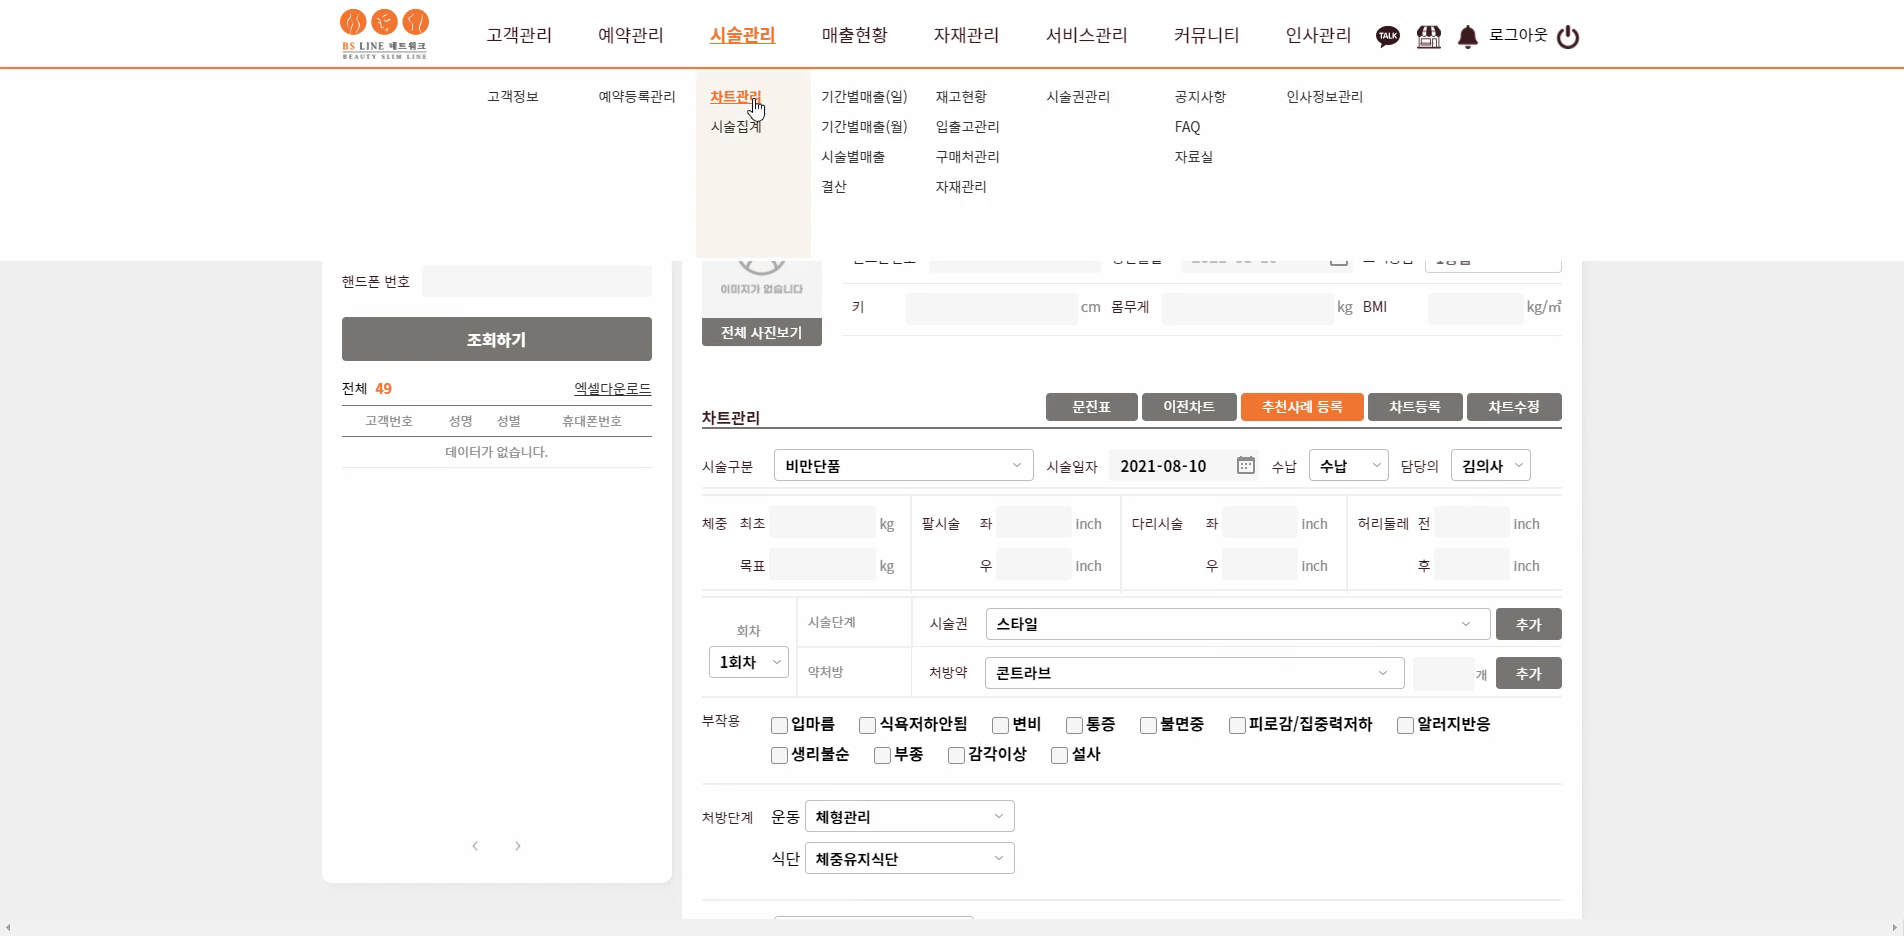 BS LINE 네트워크
BEAUTY SLIM LINE
고객관리 예약관리 시술관리 매출현황 자재관리 서비스관리 커뮤니티 인사관리 TALK 로그아웃
고객정보 예약등록관리 차트관리 기간별매출(일) 재고현황 시술권관리 공지사항 인사정보관리
시술집계 기간별매출(월) 입출고관리 FAQ
시술별매출 구매처관리 자료실
결산 자재관리
핸드폰 번호
조회하기
전체 49 엑셀다운로드
고객번호 성명 성별 휴대폰번호
데이터가 없습니다.
이미지가 없습니다
전체 사진보기
키 cm 몸무게 kg BMI kg/㎡
차트관리 문진표 이전차트 추천사례 등록 차트등록 차트수정
시술구분 비만단품 시술일자 2021-08-10 수납 수납 담당의 김의사
체중 최초 kg 팔시술 좌 inch 다리시술 좌 inch 허리둘레 전 inch
목표 kg 우 inch 우 inch 후 inch
회차 시술단계 시술권 스타일 추가
1회차 약처방 처방약 콘트라브 개 추가
부작용 입마름 식욕저하안됨 변비 통증 불면중 피로감/집중력저하 알러지반응
생리불순 부종 감각이상 설사
처방단계 운동 체형관리
식단 체중유지식단